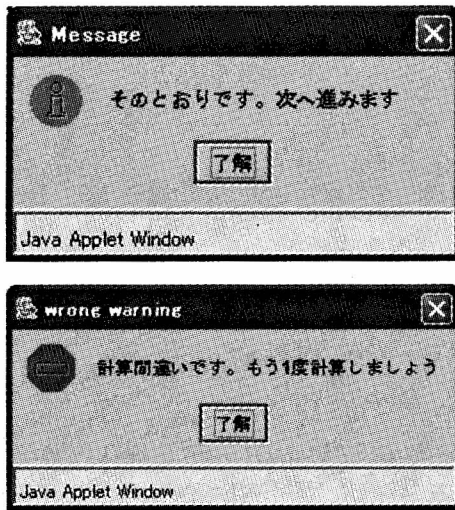 Message
そのとおりです。次へ進みます
了解
Java Applet Window
wrong warning
計算間違いです。もう1度計算しましょう
了解
Java Applet Window